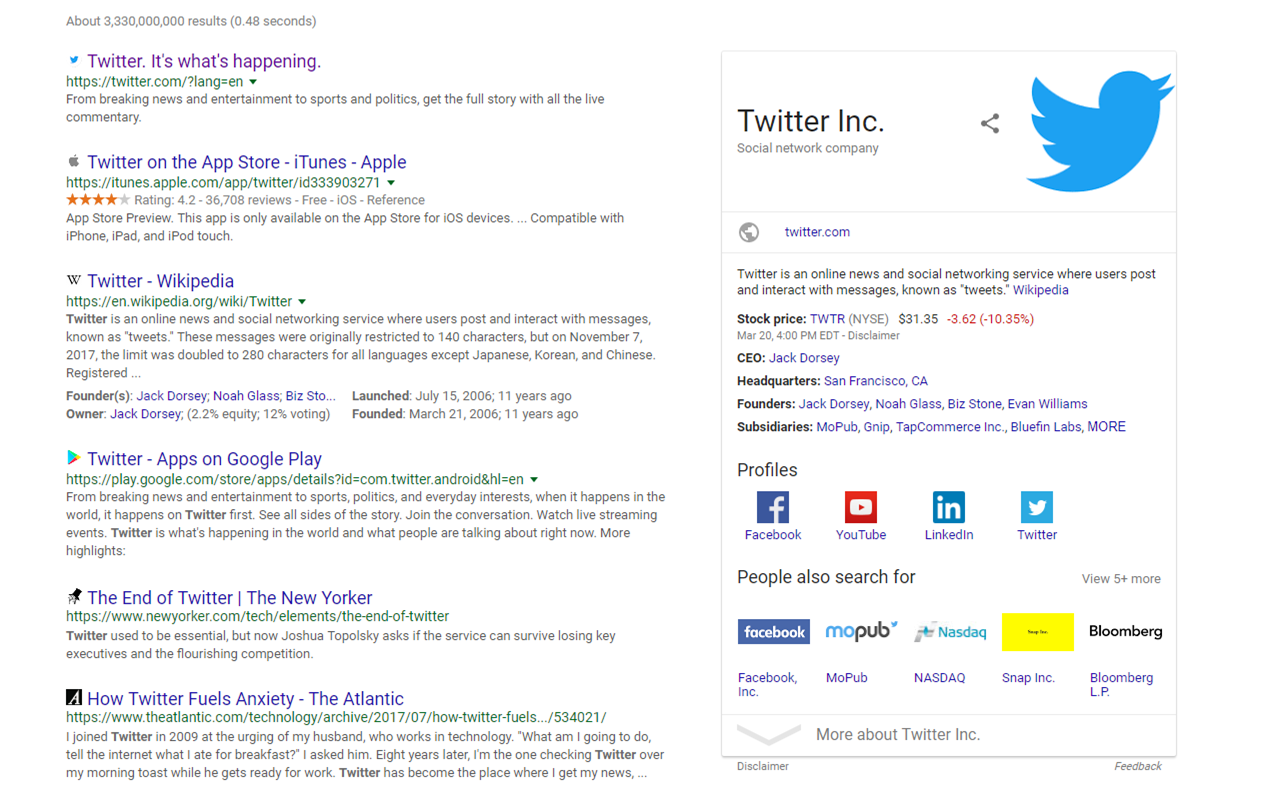 About 3,330,000,000 results (0.48 seconds)
Twitter. It's what's happening.
https://twitter.com/?lang=en
From breaking news and entertainment to sports and politics, get the full story with all the live
commentary.
Twitter on the App Store - iTunes - Apple
https://itunes.apple.com/app/twitter/id333903271
Rating: 4.2 - 36,708 reviews - Free - iOS - Reference
App Store Preview. This app is only available on the App Store for iOS devices. ... Compatible with
iPhone, iPad, and iPod touch.
W Twitter - Wikipedia
https://en.wikipedia.org/wiki/Twitter
Twitter is an online news and social networking service where users post and interact with messages,
known as "tweets." These messages were originally restricted to 140 characters, but on November 7,
2017, the limit was doubled to 280 characters for all languages except Japanese, Korean, and Chinese.
Registered ...
Founder(s): Jack Dorsey; Noah Glass; Biz Sto...
Launched: July 15, 2006; 11 years ago
Owner: Jack Dorsey; (2.2% equity; 12% voting)
Founded: March 21, 2006; 11 years ago
Twitter - Apps on Google Play
https://play.google.com/store/apps/details?id=com.twitter.android&hl=en
From breaking news and entertainment to sports, politics, and everyday interests, when it happens in the
world, it happens on Twitter first. See all sides of the story. Join the conversation. Watch live streaming
events. Twitter is what's happening in the world and what people are talking about right now. More
highlights:
The End of Twitter | The New Yorker
https://www.newyorker.com/tech/elements/the-end-of-twitter
Twitter used to be essential, but now Joshua Topolsky asks if the service can survive losing key
executives and the flourishing competition.
A How Twitter Fuels Anxiety - The Atlantic
https://www.theatlantic.com/technology/archive/2017/07/how-twitter-fuels.../534021/
I joined Twitter in 2009 at the urging of my husband, who works in technology. "What am I going to do,
tell the internet what I ate for breakfast?" I asked him. Eight years later, I'm the one checking Twitter over
my morning toast while he gets ready for work. Twitter has become the place where I get my news, ...
Twitter Inc.
Social network company
twitter.com
Twitter is an online news and social networking service where users post
and interact with messages, known as "tweets." Wikipedia
Stock price: TWTR (NYSE) $31.35 -3.62 (-10.35%)
Mar 20, 4:00 PM EDT - Disclaimer
CEO: Jack Dorsey
Headquarters: San Francisco, CA
Founders: Jack Dorsey, Noah Glass, Biz Stone, Evan Williams
Subsidiaries: MoPub, Gnip, TapCommerce Inc., Bluefin Labs, MORE
Profiles
Facebook YouTube LinkedIn Twitter
People also search for
View 5+ more
facebook mopub Nasdaq Snap Inc. Bloomberg
Facebook, Inc.
MoPub
NASDAQ
Snap Inc.
Bloomberg L.P.
More about Twitter Inc.
Disclaimer
Feedback